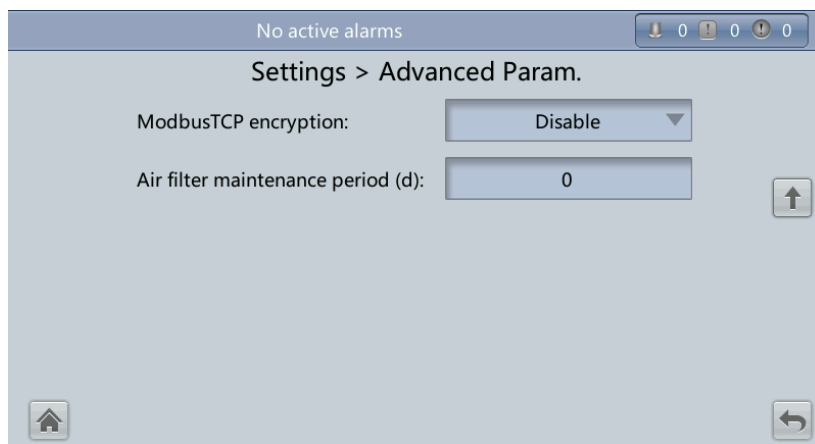 No active alarms 0 0 0
Settings > Advanced Param.
ModbusTCP encryption: Disable
Air filter maintenance period (d): 0